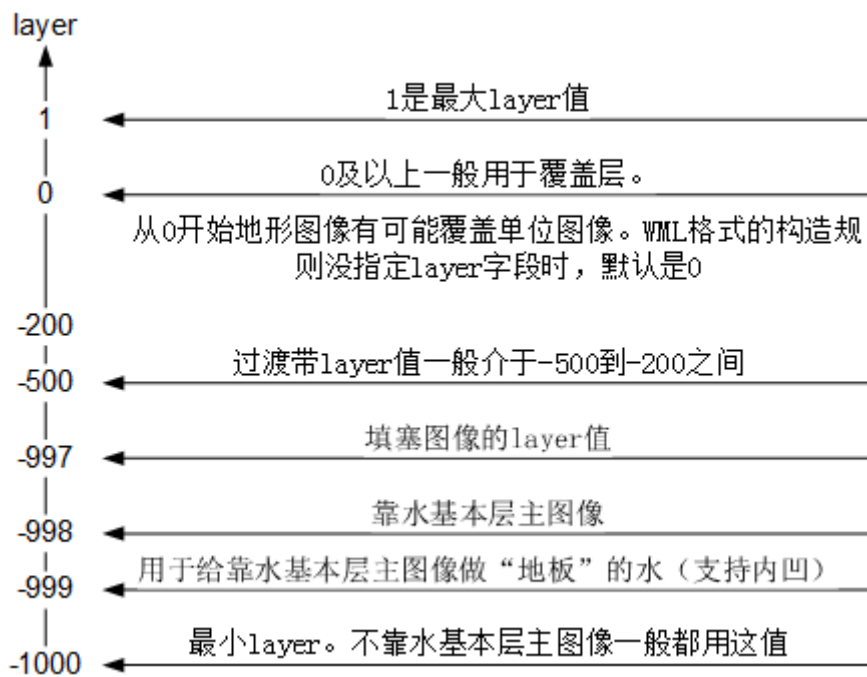 layer
1是最大layer值
1
0及以上一般用于覆盖层。
0
从0开始地形图像有可能覆盖单位图像。WML格式的构造规
则没指定layer字段时，默认是0
-200
过渡带layer值一般介于-500到-200之间
-500
填塞图像的layer值
-997
靠水基本层主图像
-998
用于给靠水基本层主图像做“地板”的水（支持内凹）
-999
最小layer。不靠水基本层主图像一般都用这值
-1000